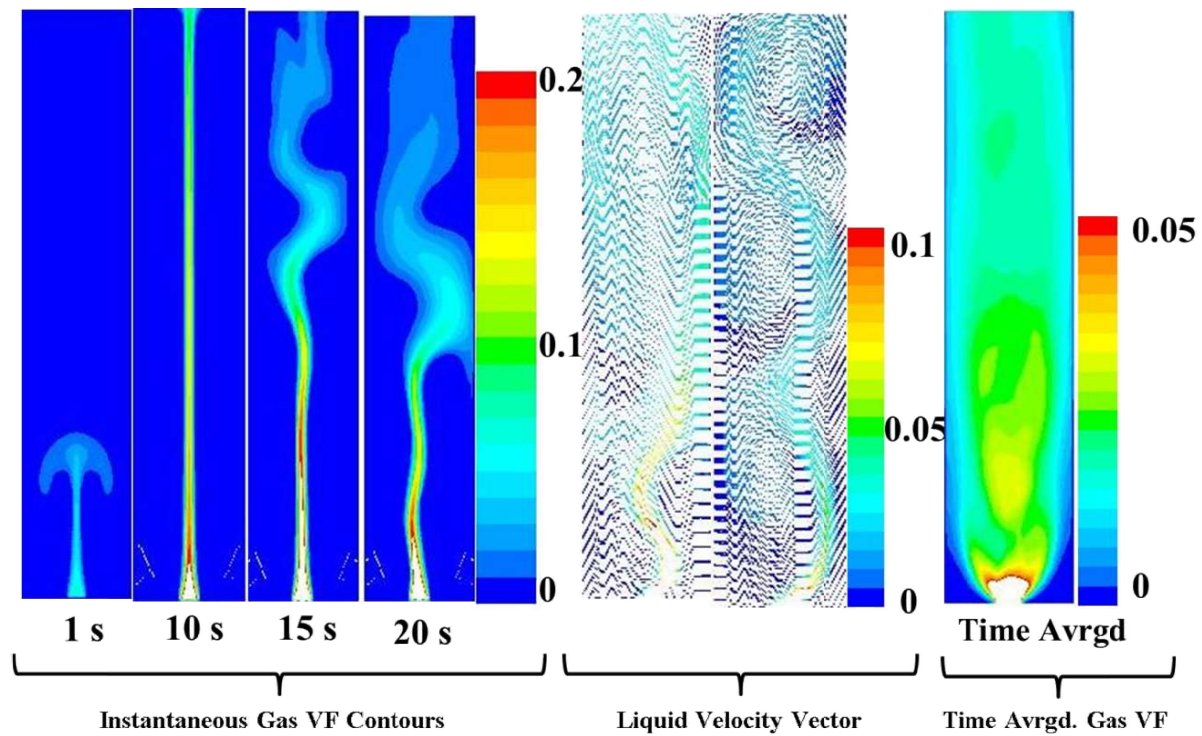 0.2
0.1
0
0.1
0.05
0
0.05
0
1 s
10 s
15 s
20 s
Time Avrgd
Instantaneous Gas VF Contours
Liquid Velocity Vector
Time Avrgd. Gas VF